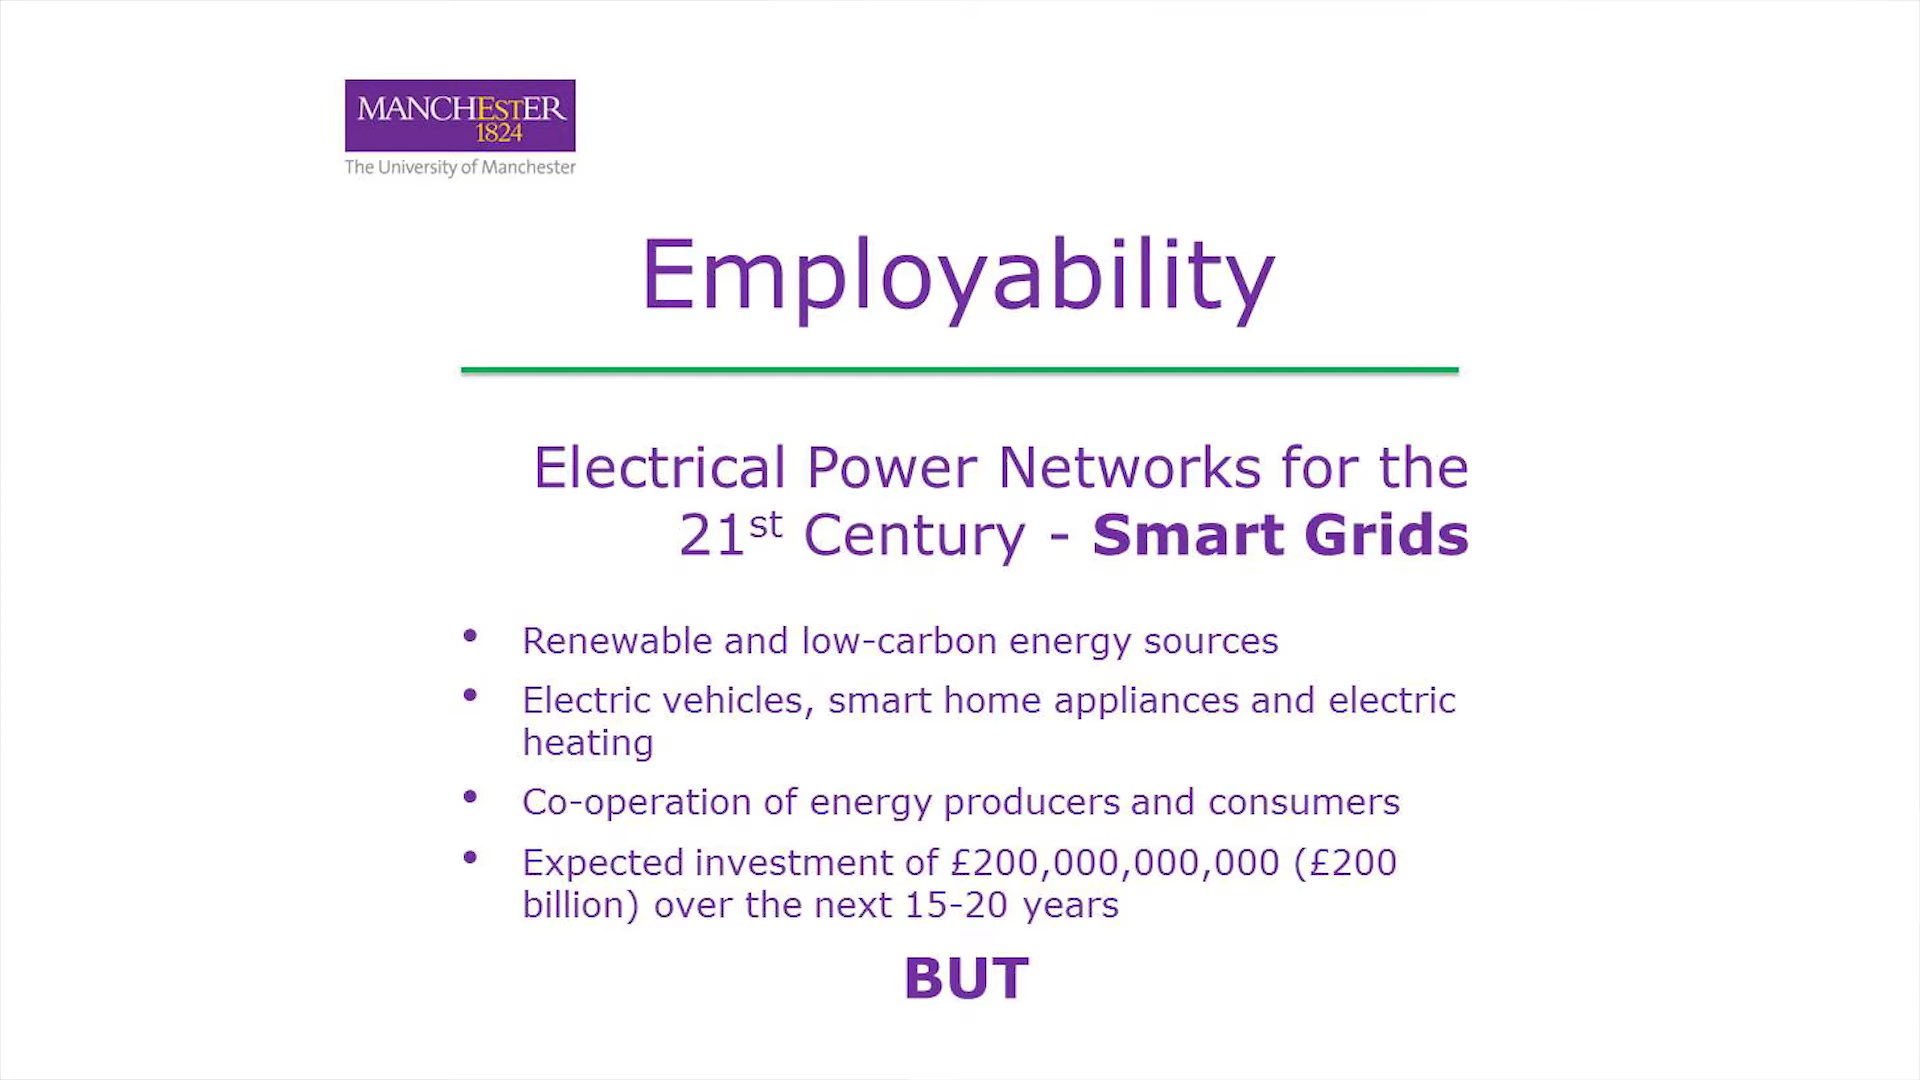 MANCHESTER
1824
The University of Manchester
Employability
Electrical Power Networks for the
21st Century - Smart Grids
• Renewable and low-carbon energy sources
• Electric vehicles, smart home appliances and electric
heating
• Co-operation of energy producers and consumers
• Expected investment of £200,000,000,000 (£200
billion) over the next 15-20 years
BUT